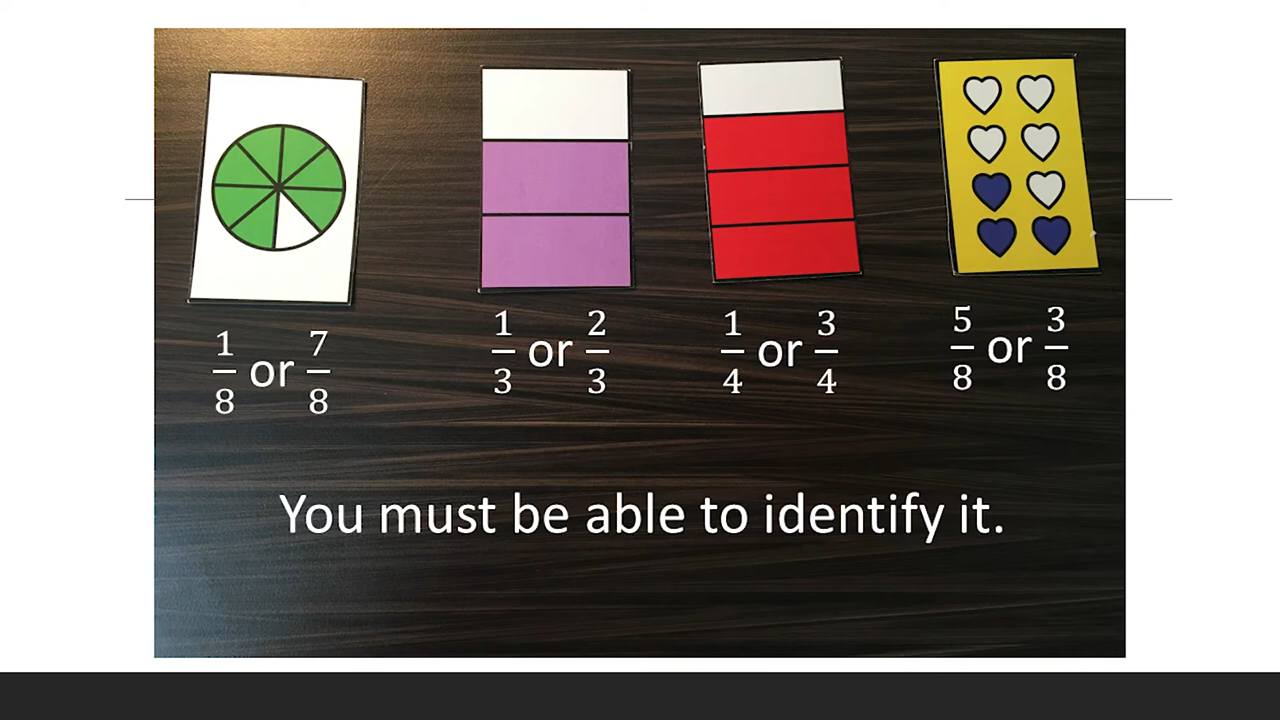 1/8 or 7/8
1/3 or 2/3
1/4 or 3/4
5/8 or 3/8
You must be able to identify it.